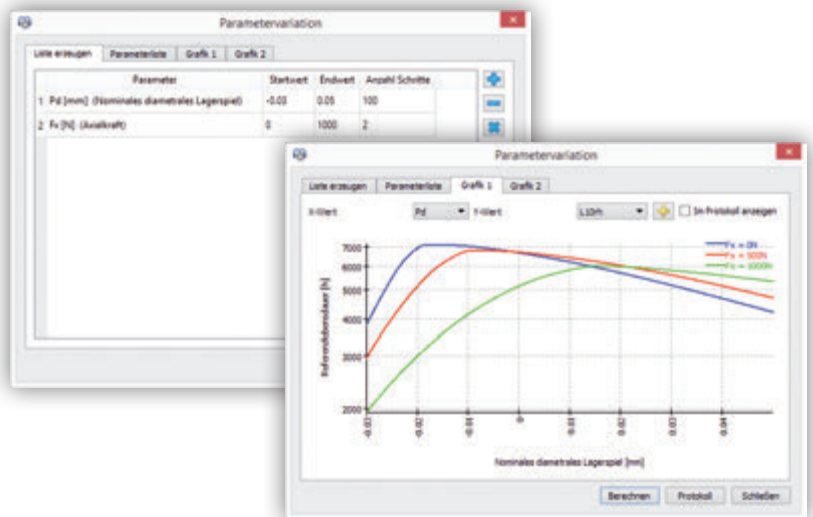 Parametervariation
Liste erzeugen Parameterliste Grafik 1 Grafik 2
Parameter Startwert Endwert Anzahl Schritte
1 Pd [mm] (Nominales diametrales Lagerspiel) -0.03 0.05 100
2 Fx [N] (Axialkraft) 0 1000 2
Parametervariation
Liste erzeugen Parameterliste Grafik 1 Grafik 2
X-Wert Pd Y-Wert L10rh Im Protokoll anzeigen
Fx = 0N
Fx = 500N
Fx = 1000N
Referenzlebensdauer [h]
7000
6000
5000
4000
3000
2000
-0.03 -0.02 -0.01 0 0.01 0.02 0.03 0.04
Nominales diametrales Lagerspiel [mm]
Berechnen Protokoll Schließen